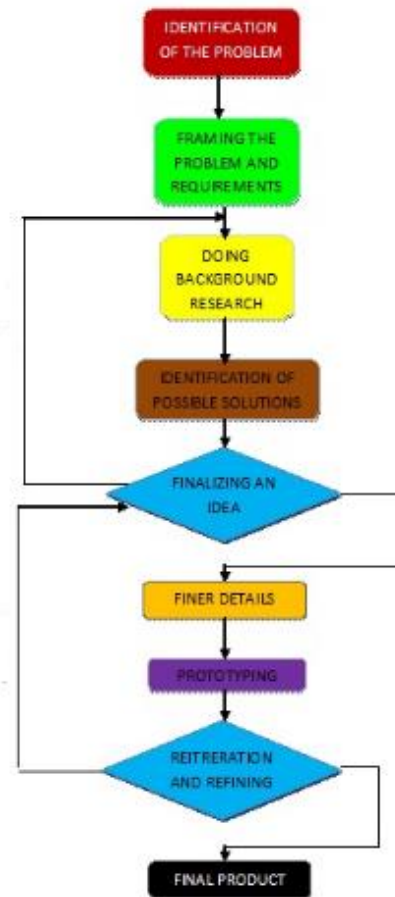 IDENTIFICATION
OF THE PROBLEM
FRAMING THE
PROBLEM AND
REQUIREMENTS
DOING
BACKGROUND
RESEARCH
IDENTIFICATION OF
POSSIBLE SOLUTIONS
FINALIZING AN
IDEA
FINER DETAILS
PROTOTYPING
REITRERATION
AND REFINING
FINAL PRODUCT